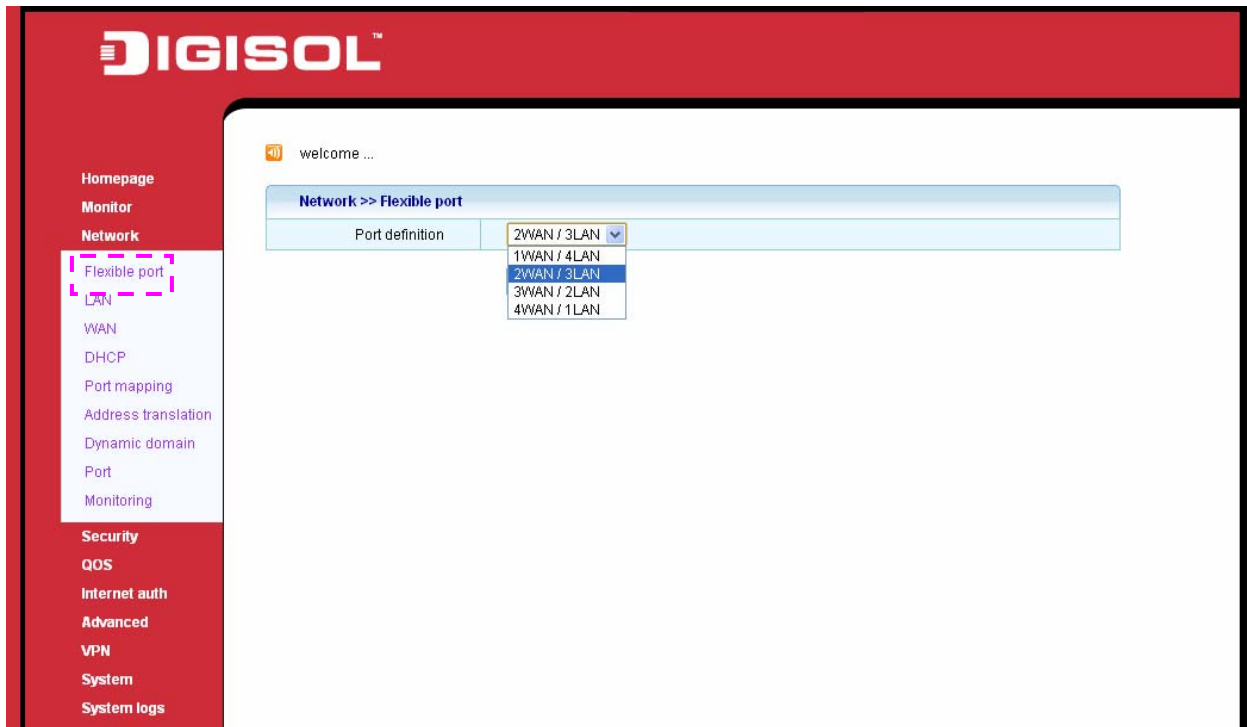 DIGISOL™
welcome ...
Homepage
Monitor
Network
Flexible port
LAN
WAN
DHCP
Port mapping
Address translation
Dynamic domain
Port
Monitoring
Security
QOS
Internet auth
Advanced
VPN
System
System logs
Network >> Flexible port
Port definition
2WAN / 3LAN
1WAN / 4LAN
2WAN / 3LAN
3WAN / 2LAN
4WAN / 1LAN